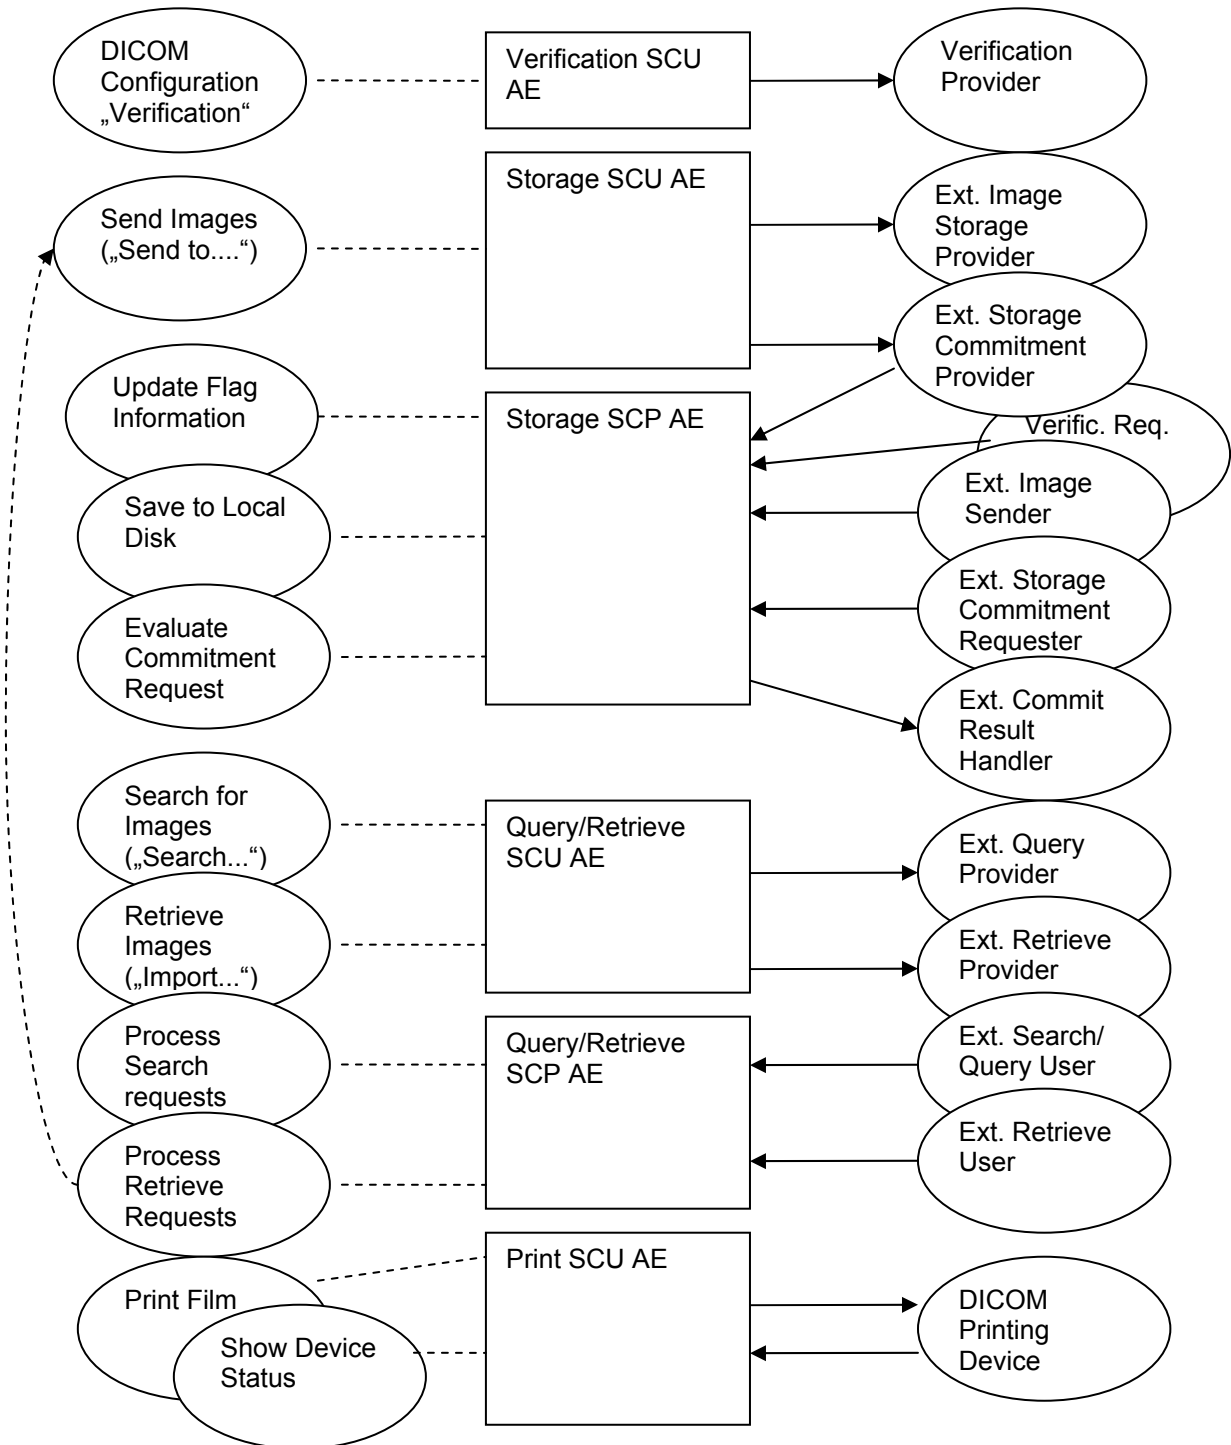 DICOM
Configuration
„Verification“
Verification SCU
AE
Verification
Provider
Send Images
(„Send to....“)
Storage SCU AE
Ext. Image
Storage
Provider
Ext. Storage
Commitment
Provider
Update Flag
Information
Storage SCP AE
Verific. Req.
Save to Local
Disk
Ext. Image
Sender
Evaluate
Commitment
Request
Ext. Storage
Commitment
Requester
Ext. Commit
Result
Handler
Search for
Images
(„Search...“)
Query/Retrieve
SCU AE
Ext. Query
Provider
Retrieve
Images
(„Import...“)
Ext. Retrieve
Provider
Process
Search
requests
Query/Retrieve
SCP AE
Ext. Search/
Query User
Process
Retrieve
Requests
Ext. Retrieve
User
Print Film
Print SCU AE
DICOM
Printing
Device
Show Device
Status